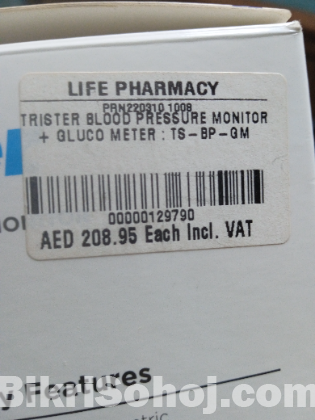 LIFE PHARMACY
PRN220310 1008
TRISTER BLOOD PRESSURE MONITOR
+ GLUCO METER : TS-BP-GM
00000129790
AED 208.95 Each Incl. VAT
Features
BikriSohoj.com